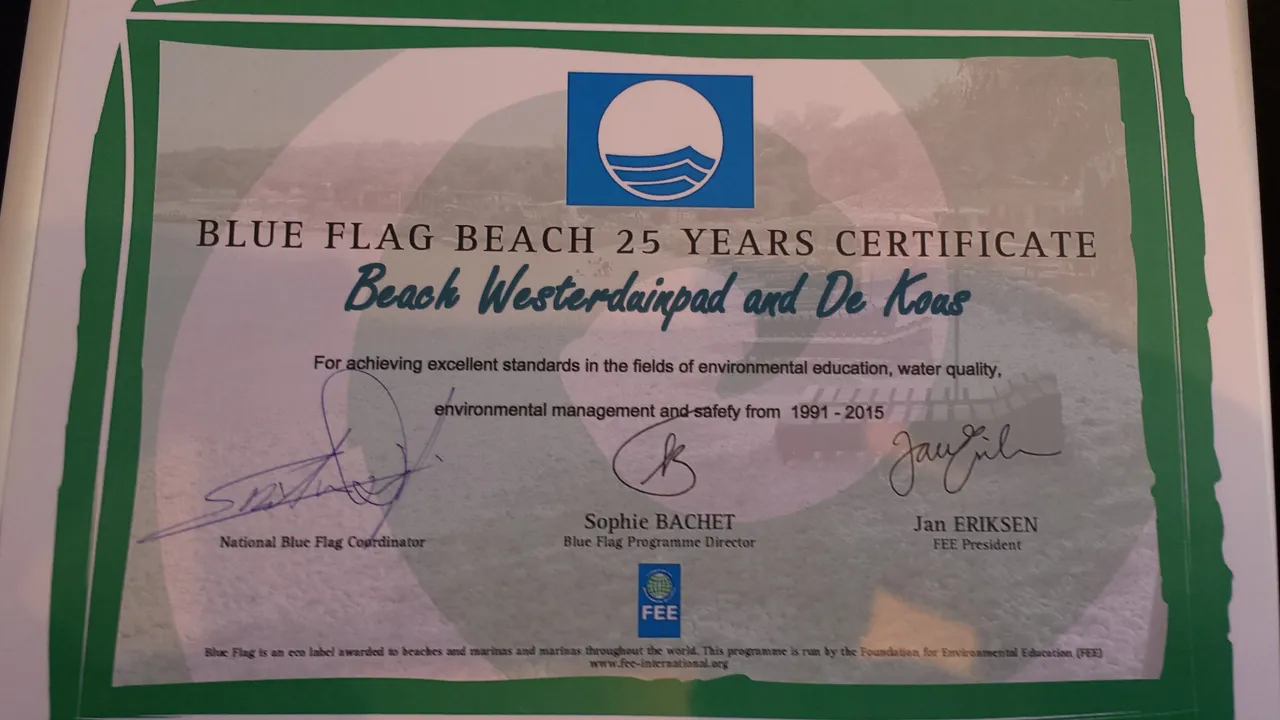 BLUE FLAG BEACH 25 YEARS CERTIFICATE
Beach Westerduinpad and De Kous
For achieving excellent standards in the fields of environmental education, water quality,
environmental management and safety from 1991 - 2015
National Blue Flag Coordinator
Sophie BACHET
Blue Flag Programme Director
Jan ERIKSEN
FEE President
FEE
Blue Flag is an eco label awarded to beaches and marinas and marinas throughout the world. This programme is run by the Foundation for Environmental Education (FEE)
www.fee-international.org